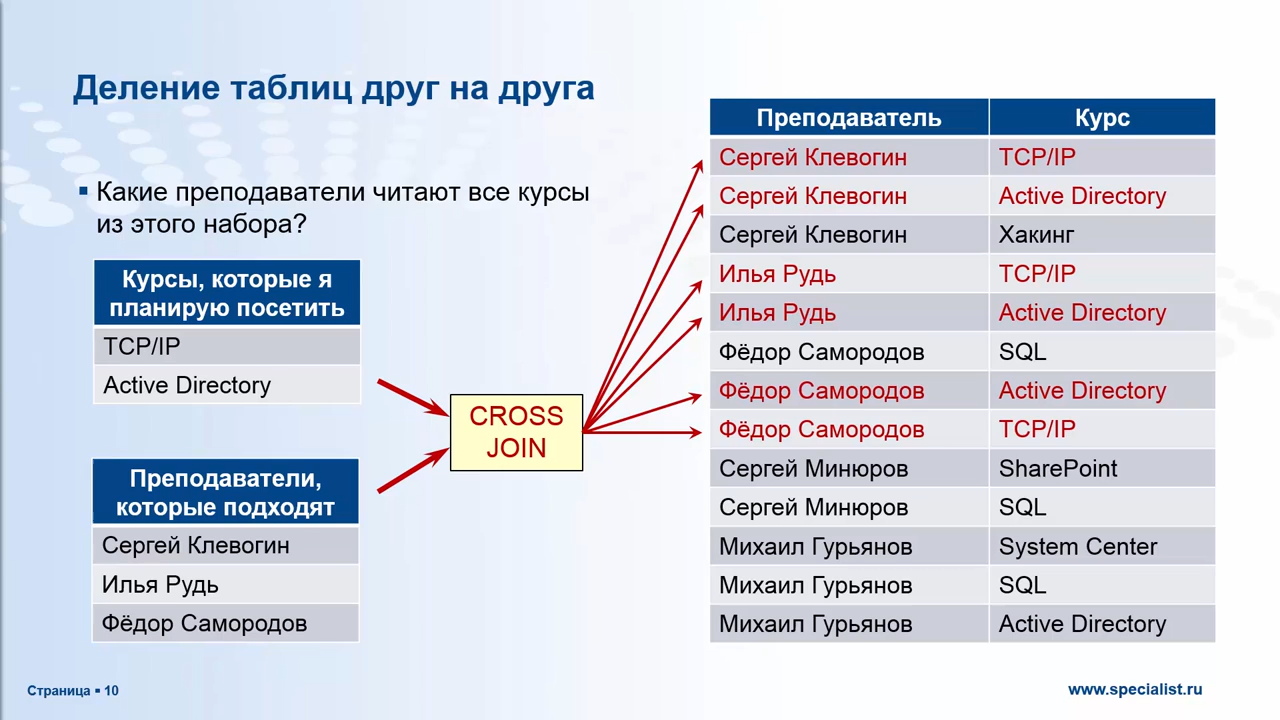 Деление таблиц друг на друга
Какие преподаватели читают все курсы
из этого набора?
Курсы, которые я
планирую посетить
TCP/IP
Active Directory
Преподаватели,
которые подходят
Сергей Клевогин
Илья Рудь
Фёдор Самородов
CROSS
JOIN
Преподаватель Курс
Сергей Клевогин TCP/IP
Сергей Клевогин Active Directory
Сергей Клевогин Хакинг
Илья Рудь TCP/IP
Илья Рудь Active Directory
Фёдор Самородов SQL
Фёдор Самородов Active Directory
Фёдор Самородов TCP/IP
Сергей Минюров SharePoint
Сергей Минюров SQL
Михаил Гурьянов System Center
Михаил Гурьянов SQL
Михаил Гурьянов Active Directory
Страница ▪ 10
www.specialist.ru